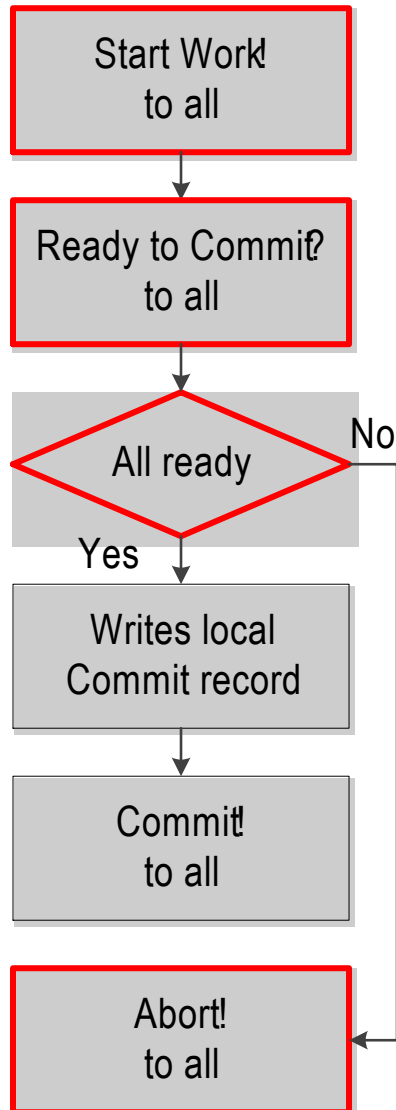 Start Work!
to all
Ready to Commit?
to all
All ready
No
Yes
Writes local
Commit record
Commit!
to all
Abort!
to all